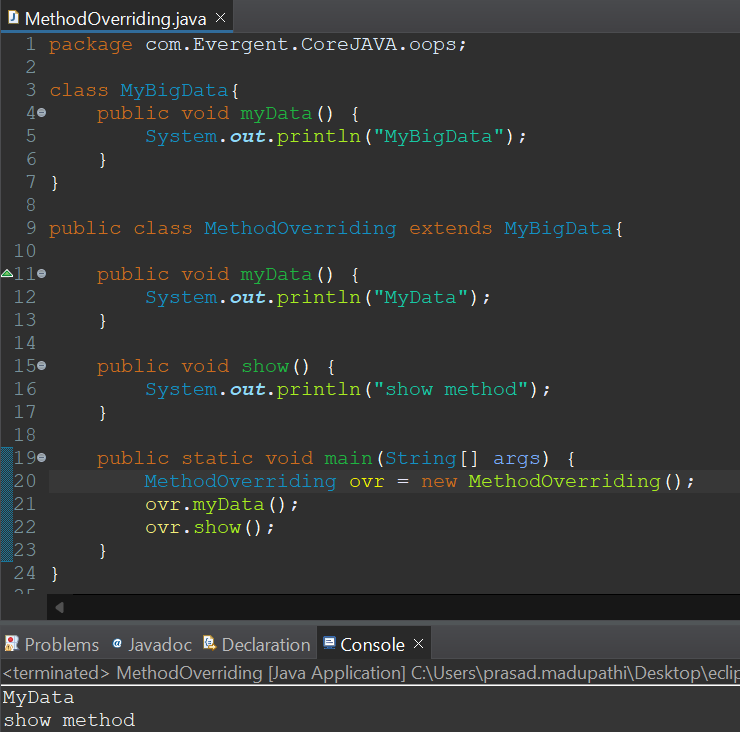 MethodOverriding.java
1 package com.Evergent.CoreJAVA.oops;
2
3 class MyBigData{
4 public void myData() {
5 System.out.println("MyBigData");
6 }
7 }
8
9 public class MethodOverriding extends MyBigData{
10
11 public void myData() {
12 System.out.println("MyData");
13 }
14
15 public void show() {
16 System.out.println("show method");
17 }
18
19 public static void main(String[] args) {
20 MethodOverriding ovr = new MethodOverriding();
21 ovr.myData();
22 ovr.show();
23 }
24 }
25
Problems @ Javadoc Declaration Console
<terminated> MethodOverriding [Java Application] C:\Users\prasad.madupathi\Desktop\eclip
MyData
show method